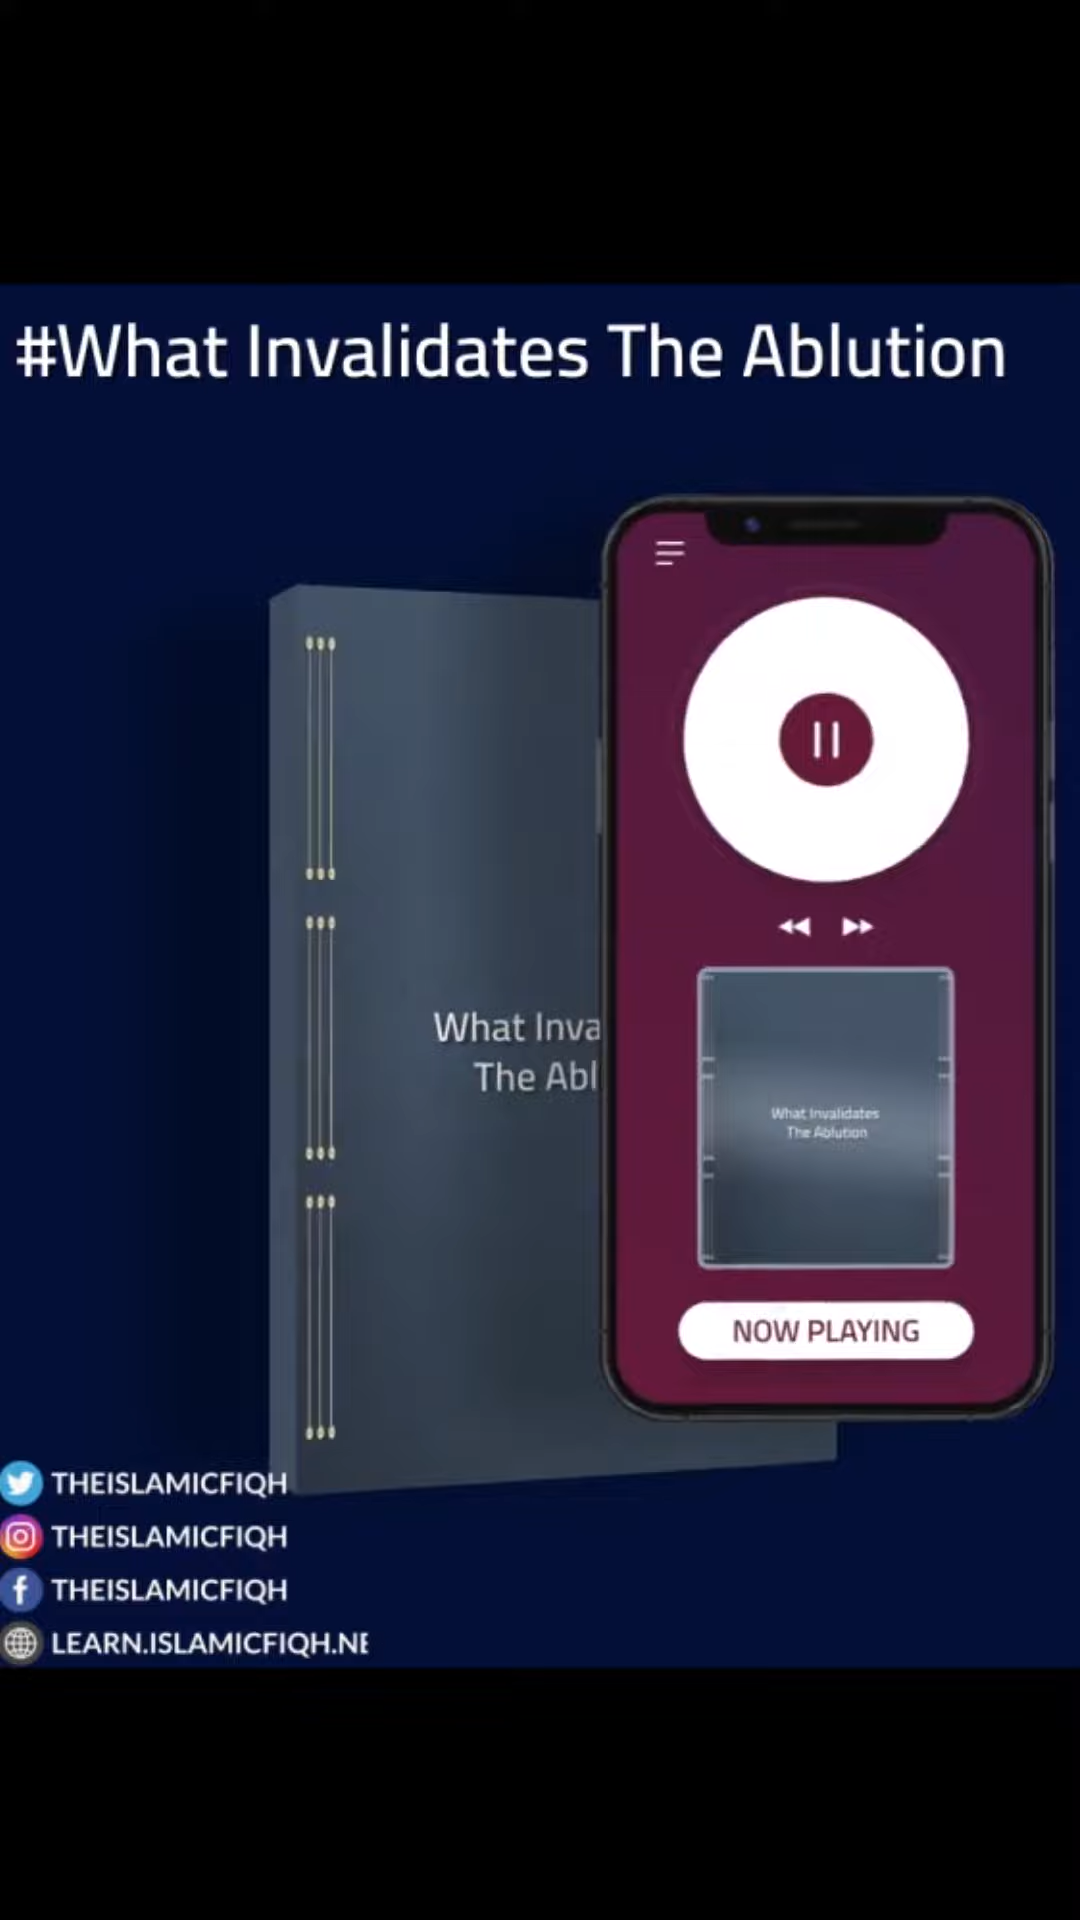 #What Invalidates The Ablution
What Inva
The Abl
What Invalidates
The Ablution
NOW PLAYING
THEISLAMICFIQH
THEISLAMICFIQH
THEISLAMICFIQH
LEARN.ISLAMICFIQH.NE